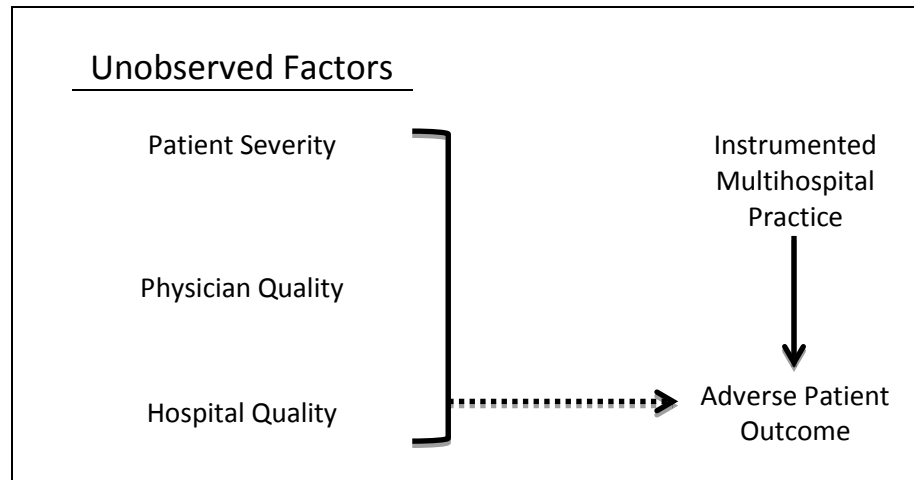 Unobserved Factors
Patient Severity
Physician Quality
Hospital Quality
Instrumented
Multihospital
Practice
Adverse Patient
Outcome